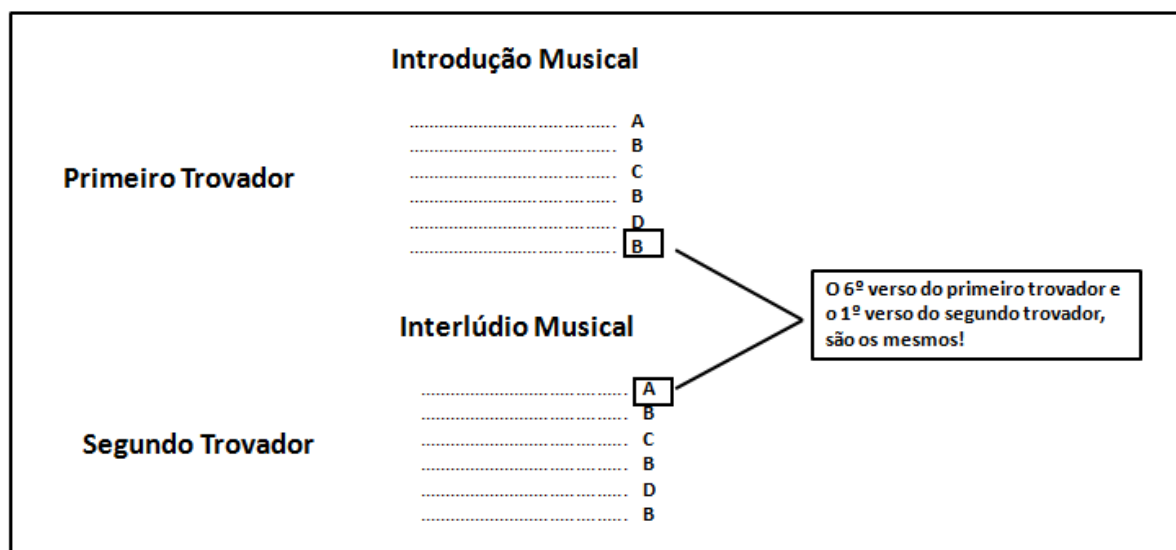 Introdução Musical
........................................ A
........................................ B
Primeiro Trovador
........................................ C
........................................ B
........................................ D
........................................ B
O 6º verso do primeiro trovador e
o 1º verso do segundo trovador,
são os mesmos!
Interlúdio Musical
........................................ A
........................................ B
Segundo Trovador
........................................ C
........................................ B
........................................ D
........................................ B